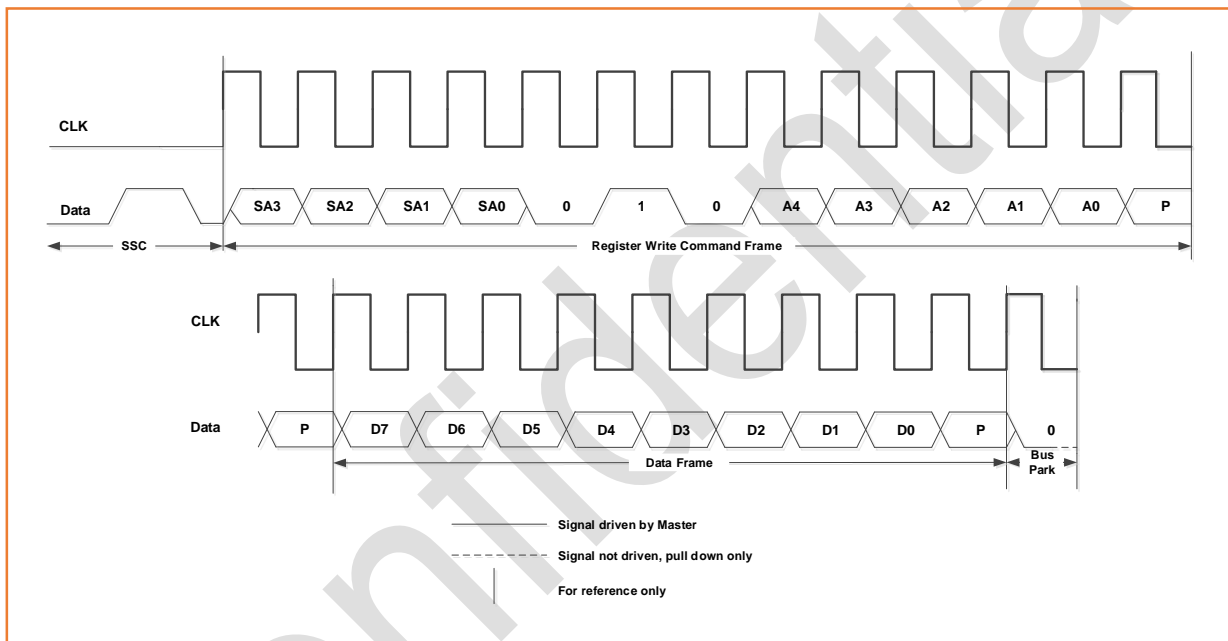 CLK
Data SA3 SA2 SA1 SA0 0 1 0 A4 A3 A2 A1 A0 P
SSC Register Write Command Frame
CLK
Data P D7 D6 D5 D4 D3 D2 D1 D0 P 0
Data Frame Bus
Park
Signal driven by Master
Signal not driven, pull down only
For reference only